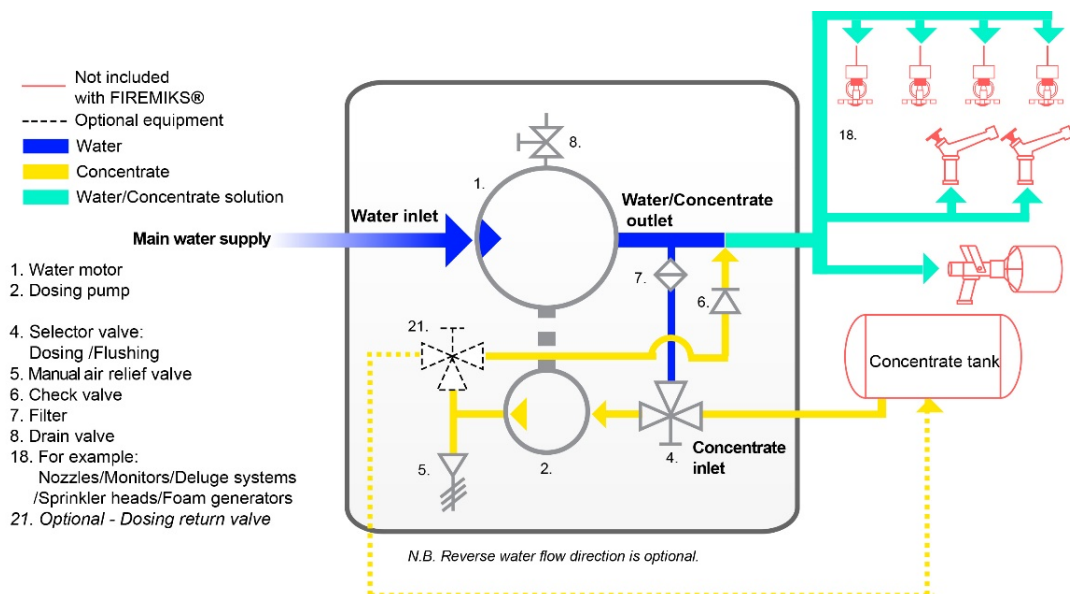 Not included
with FIREMIKS®
Optional equipment
Water
Concentrate
Water/Concentrate solution
Main water supply
Water inlet
1. Water motor
2. Dosing pump
4. Selector valve:
Dosing /Flushing
5. Manual air relief valve
6. Check valve
7. Filter
8. Drain valve
18. For example:
Nozzles/Monitors/Deluge systems
/Sprinkler heads/Foam generators
21. Optional - Dosing return valve
8.
1.
Water/Concentrate
outlet
7.
6.
21.
5.
2.
4.
Concentrate
inlet
18.
Concentrate tank
N.B. Reverse water flow direction is optional.